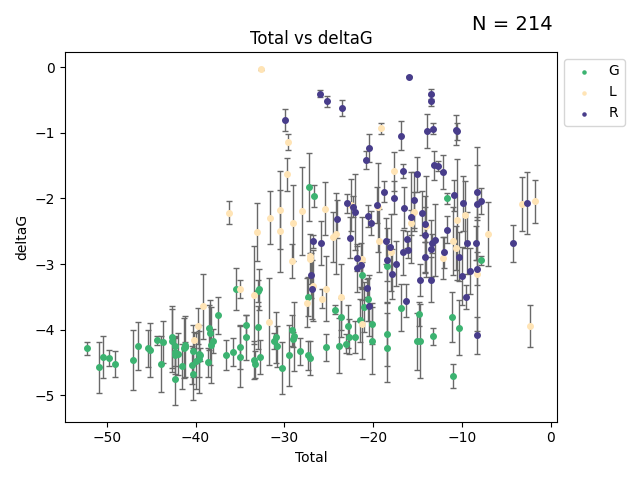 N = 214
Total vs deltaG
G
L
R
0
−1
−2
−3
−4
−5
deltaG
−50 −40 −30 −20 −10 0
Total